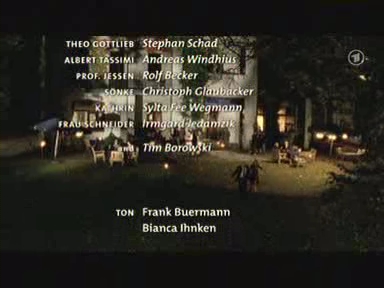 THEO GOTTLIEB Stephan Schad
ALBERT TASSIMI Andreas Windhuis
PROF. JESSEN Rolf Becker
SÖNKE Christoph Glaubacker
KATHRIN Sylta Fee Wegmann
FRAU SCHNEIDER Irmgard Jedamzik
und Tim Borowski
TON Frank Buermann
Bianca Ihnken